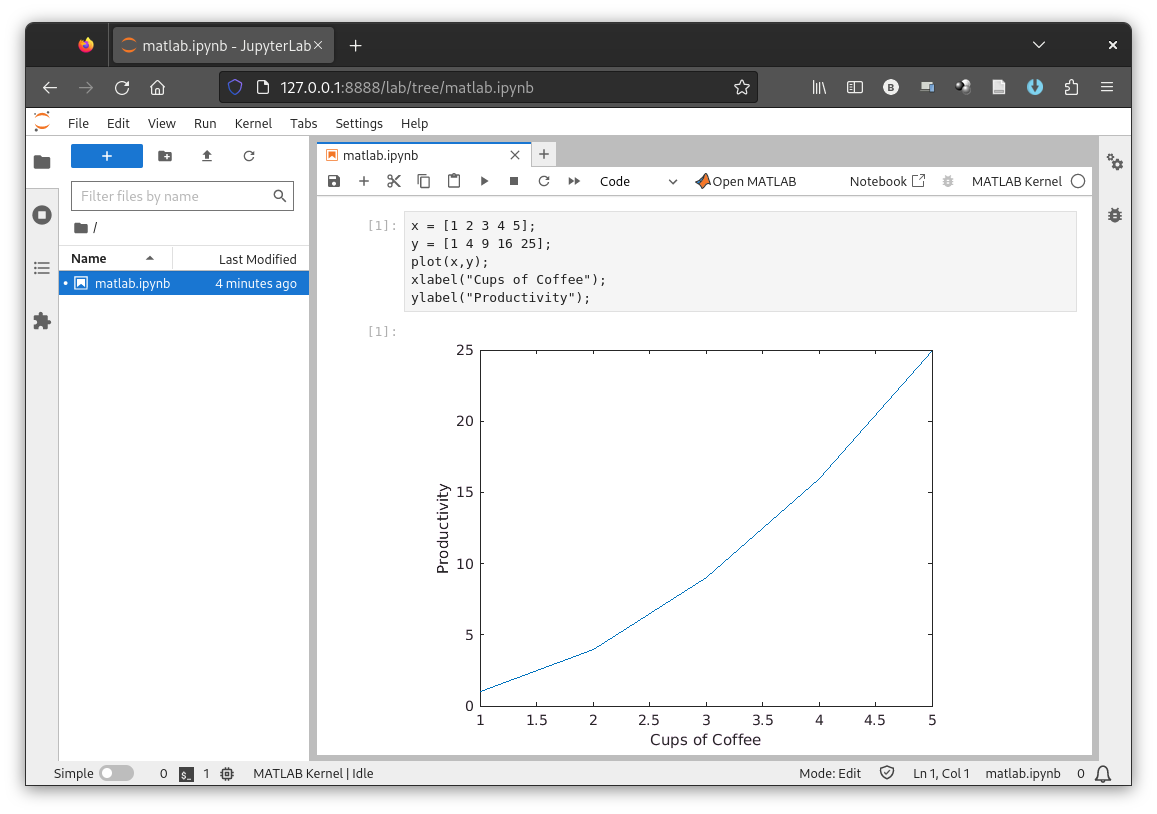 matlab.ipynb - JupyterLab
127.0.0.1:8888/lab/tree/matlab.ipynb
B
File Edit View Run Kernel Tabs Settings Help
Filter files by name
/
Name Last Modified
matlab.ipynb 4 minutes ago
matlab.ipynb
Code Open MATLAB Notebook MATLAB Kernel
[1]:
x = [1 2 3 4 5];
y = [1 4 9 16 25];
plot(x,y);
xlabel("Cups of Coffee");
ylabel("Productivity");
[1]:
25
20
15
10
5
0
Productivity
1 1.5 2 2.5 3 3.5 4 4.5 5
Cups of Coffee
Simple 0 $_ 1 MATLAB Kernel | Idle Mode: Edit Ln 1, Col 1 matlab.ipynb 0